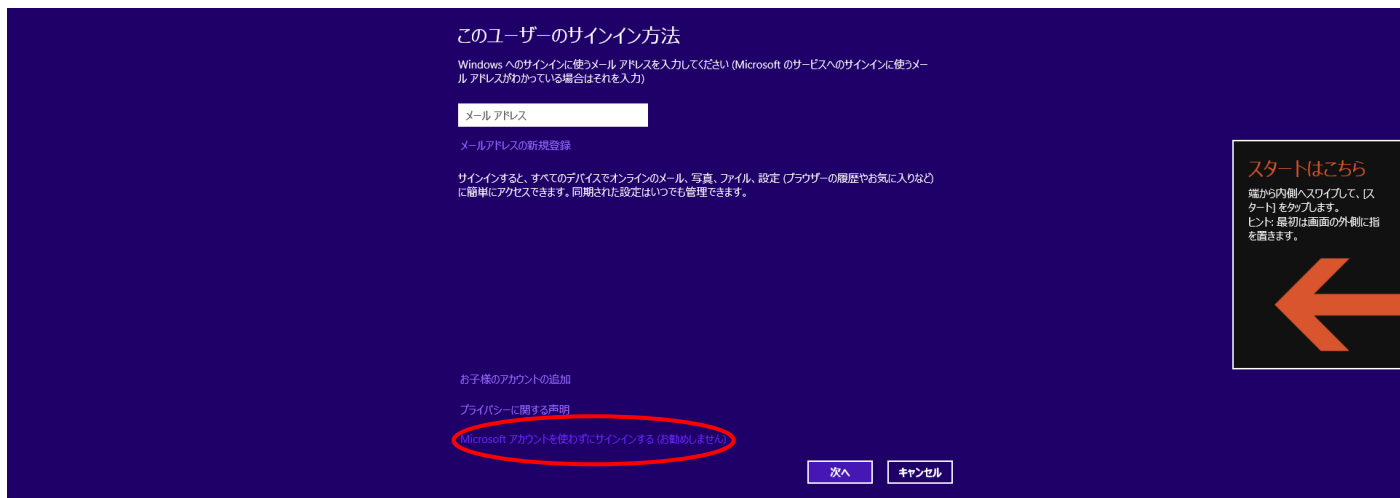 このユーザーのサインイン方法
Windows へのサインインに使うメール アドレスを入力してください (Microsoft のサービスへのサインインに使うメー
ル アドレスがわかっている場合はそれを入力)
メール アドレス
メールアドレスの新規登録
サインインすると、すべてのデバイスでオンラインのメール、写真、ファイル、設定 (ブラウザーの履歴やお気に入りなど)
に簡単にアクセスできます。同期された設定はいつでも管理できます。
スタートはこちら
端から内側へスワイプして、[ス
タート] をタップします。
ヒント: 最初は画面の外側に指
を置きます。
お子様のアカウントの追加
プライバシーに関する声明
Microsoft アカウントを使わずにサインインする (お勧めしません)
次へ
キャンセル